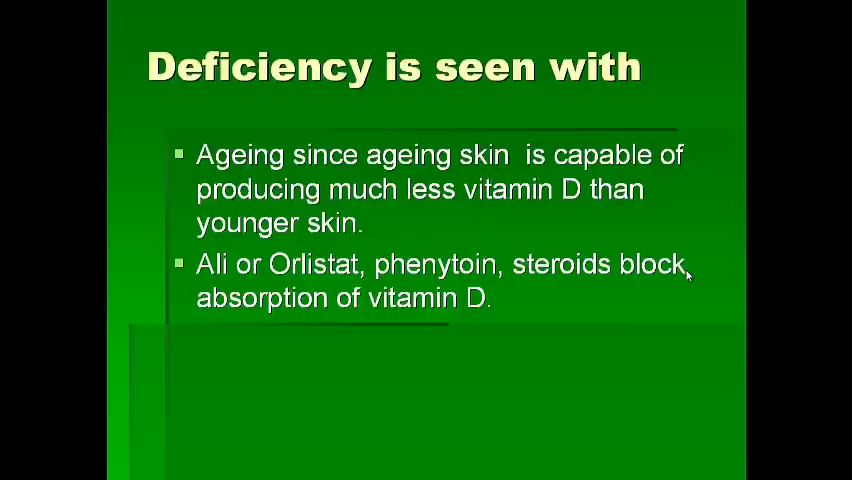 Deficiency is seen with
Ageing since ageing skin is capable of
producing much less vitamin D than
younger skin.
Ali or Orlistat, phenytoin, steroids block
absorption of vitamin D.